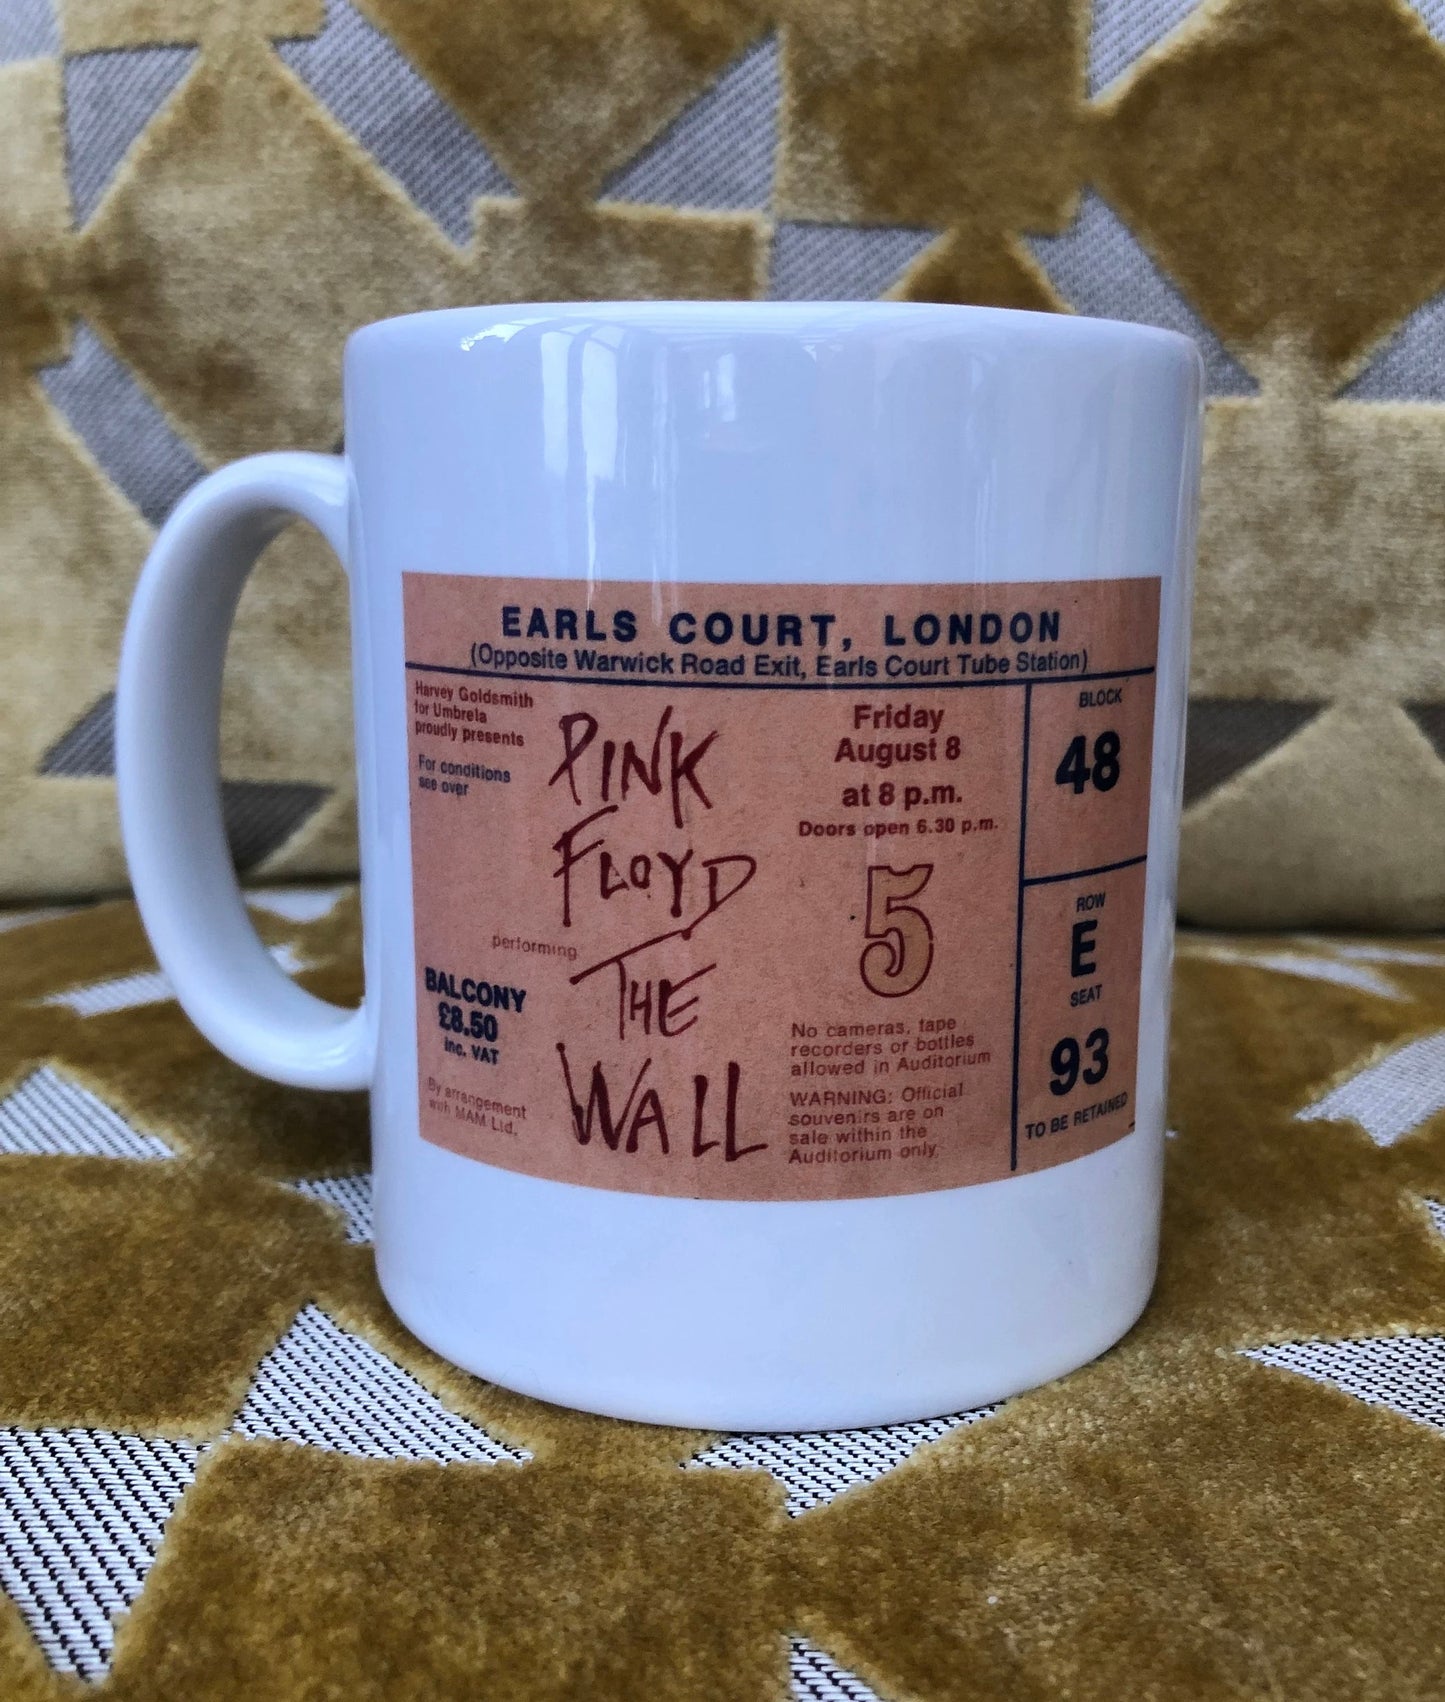 EARLS COURT, LONDON
(Opposite Warwick Road Exit, Earls Court Tube Station)
Harvey Goldsmith
for Umbrela
proudly presents
For conditions
see over
PINK
FLOYD
performing
THE
WALL
BALCONY
£8.50
inc. VAT
By arrangement
with MAM Ltd.
Friday
August 8
at 8 p.m.
Doors open 6.30 p.m.
5
No cameras, tape
recorders or bottles
allowed in Auditorium
WARNING: Official
souvenirs are on
sale within the
Auditorium only.
BLOCK
48
ROW
E
SEAT
93
TO BE RETAINED